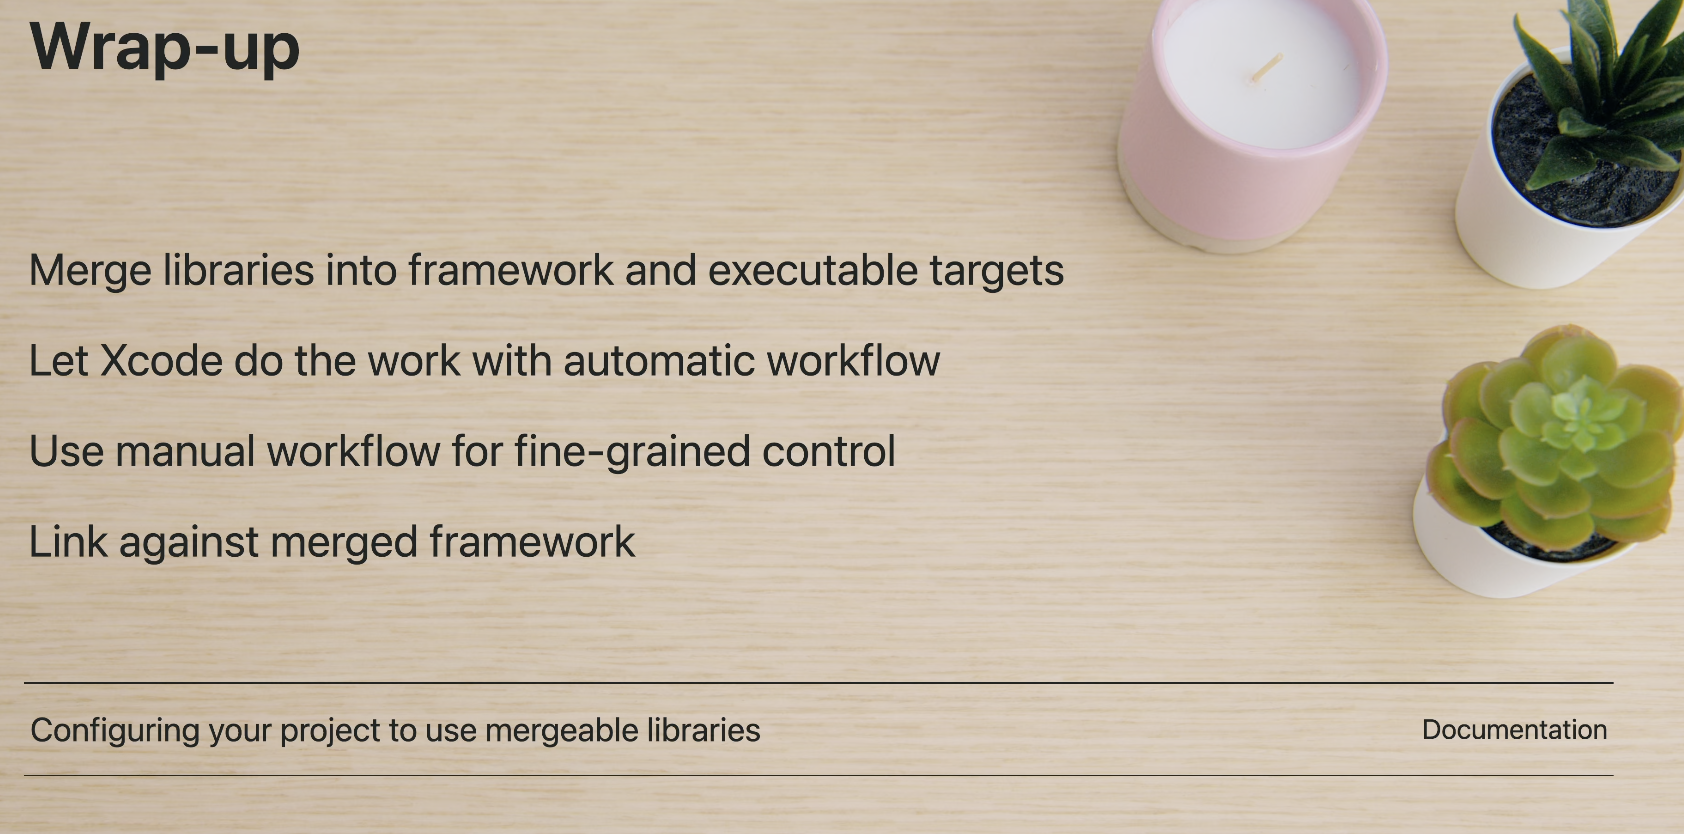 Wrap-up
Merge libraries into framework and executable targets
Let Xcode do the work with automatic workflow
Use manual workflow for fine-grained control
Link against merged framework
Configuring your project to use mergeable libraries
Documentation